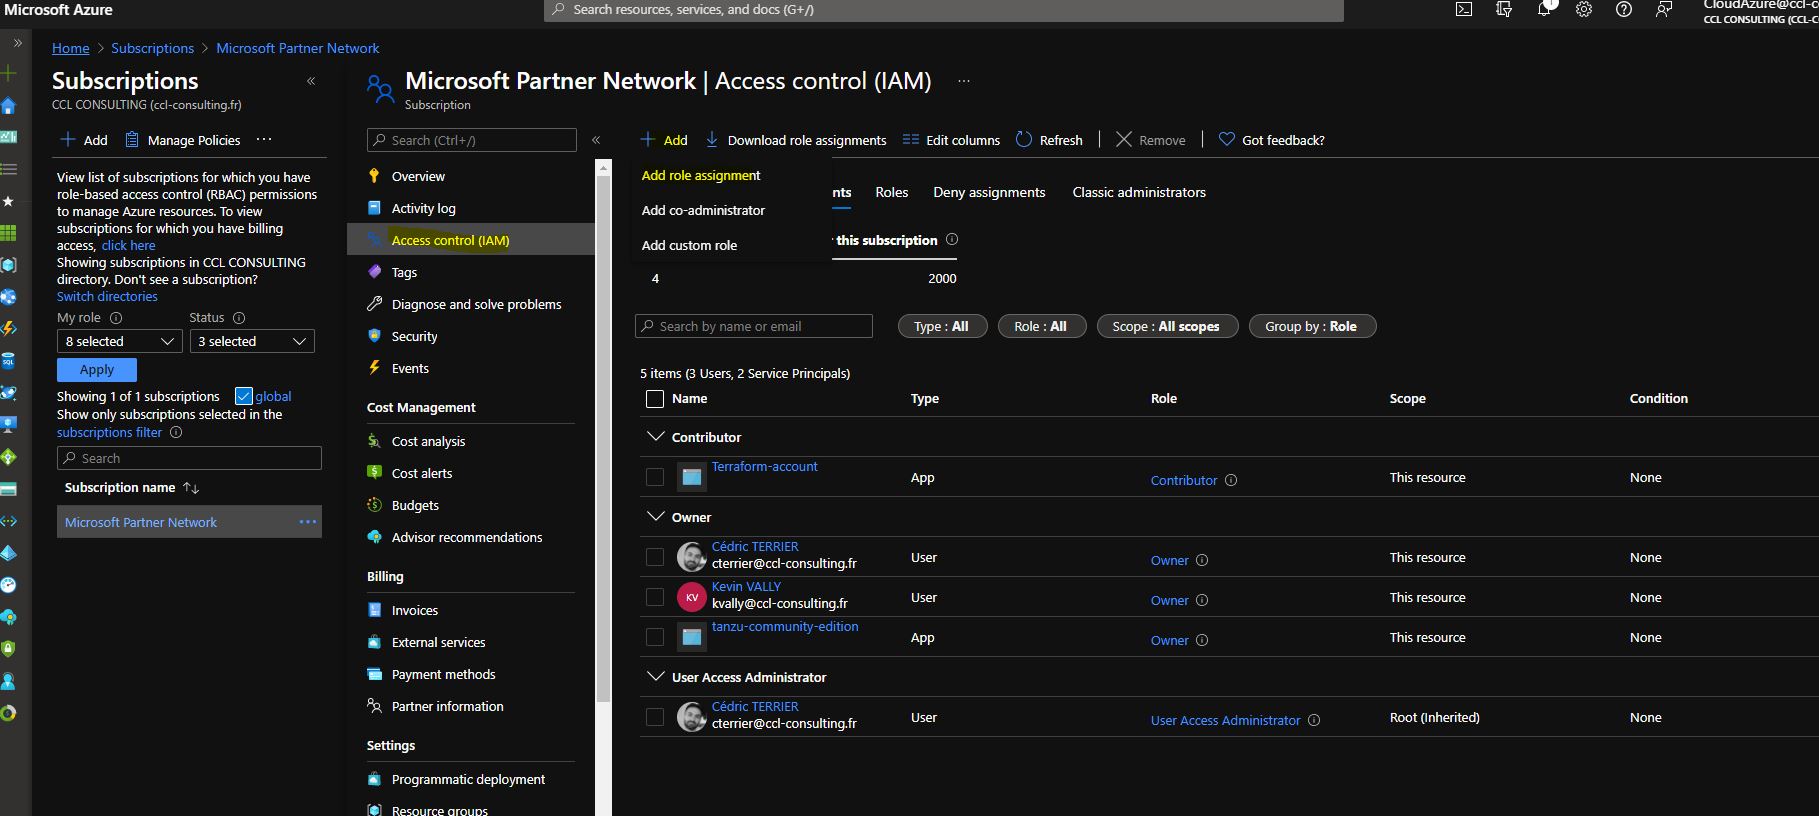 Microsoft Azure
Search resources, services, and docs (G+/)
1
CloudAzure@ccl-c
CCL CONSULTING (CCL-C
Home > Subscriptions > Microsoft Partner Network
Subscriptions
CCL CONSULTING (ccl-consulting.fr)
Add
Manage Policies
View list of subscriptions for which you have
role-based access control (RBAC) permissions
to manage Azure resources. To view
subscriptions for which you have billing
access, click here
Showing subscriptions in CCL CONSULTING
directory. Don't see a subscription?
Switch directories
My role
Status
8 selected
3 selected
Apply
Showing 1 of 1 subscriptions
global
Show only subscriptions selected in the
subscriptions filter
Search
Subscription name
Microsoft Partner Network
Microsoft Partner Network | Access control (IAM)
Subscription
Search (Ctrl+/)
Overview
Activity log
Access control (IAM)
Tags
Diagnose and solve problems
Security
Events
Cost Management
Cost analysis
Cost alerts
Budgets
Advisor recommendations
Billing
Invoices
External services
Payment methods
Partner information
Settings
Programmatic deployment
Resource groups
Add
Download role assignments
Edit columns
Refresh
Remove
Got feedback?
Add role assignment
Add co-administrator
Add custom role
nts
Roles
Deny assignments
Classic administrators
r this subscription
4
2000
Search by name or email
Type : All
Role : All
Scope : All scopes
Group by : Role
5 items (3 Users, 2 Service Principals)
Name Type Role Scope Condition
Contributor
Terraform-account
App Contributor This resource None
Owner
Cédric TERRIER
cterrier@ccl-consulting.fr
User Owner This resource None
KV
Kevin VALLY
kvally@ccl-consulting.fr
User Owner This resource None
tanzu-community-edition
App Owner This resource None
User Access Administrator
Cédric TERRIER
cterrier@ccl-consulting.fr
User User Access Administrator Root (Inherited) None